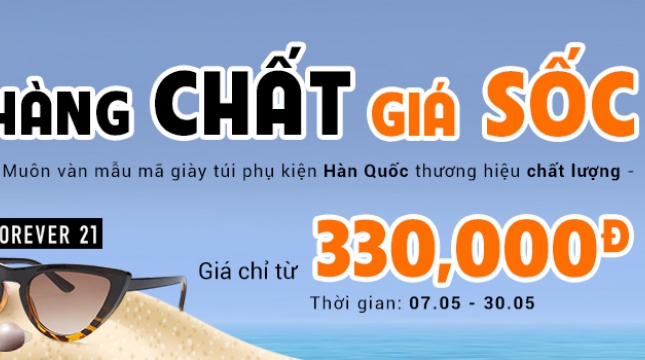 HÀNG CHẤT GIÁ SỐC
Muôn vàn mẫu mã giày túi phụ kiện Hàn Quốc thương hiệu chất lượng -
FOREVER 21
Giá chỉ từ 330,000Đ
Thời gian: 07.05 - 30.05